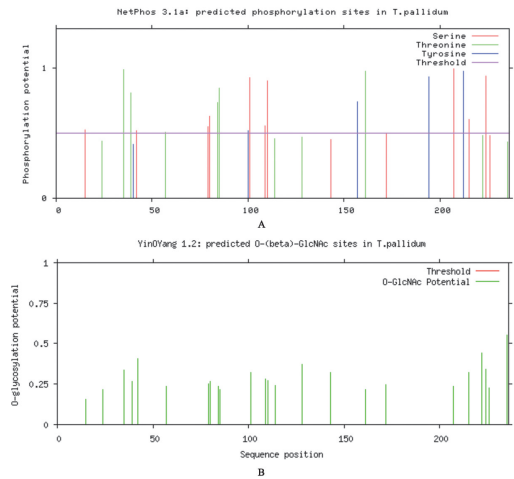 NetPhos 3.1a: predicted phosphorylation sites in T.pallidum
Serine
Threonine
Tyrosine
Threshold
Phosphorylation potential
1
0
0 50 100 150 200
A
YinOYang 1.2: predicted O-(beta)-GlcNAc sites in T.pallidum
Threshold
O-GlcNAc Potential
O-glycosylation potential
1
0.75
0.5
0.25
0
0 50 100 150 200
Sequence position
B